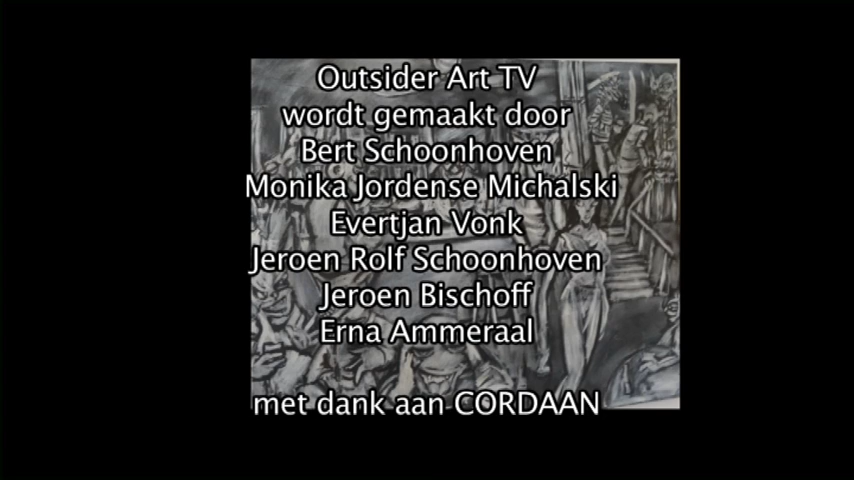 Outsider Art TV
wordt gemaakt door
Bert Schoonhoven
Monika Jordense Michalski
Evertjan Vonk
Jeroen Rolf Schoonhoven
Jeroen Bischoff
Erna Ammeraal
met dank aan CORDAAN